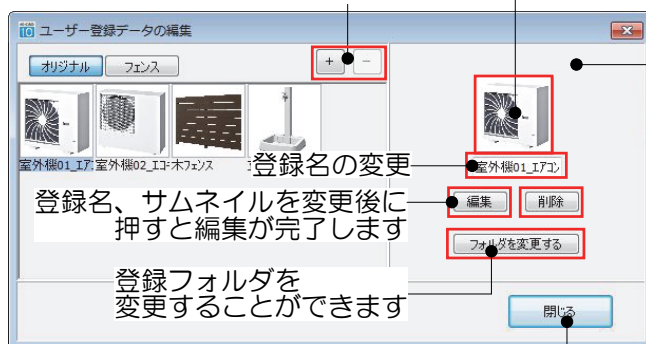 ユーザー登録データの編集
オリジナル フェンス + −
室外機01_エア 室外機02_エコ 木フェンス
登録名の変更 室外機01_エアコン
登録名、サムネイルを変更後に
押すと編集が完了します
編集 削除
フォルダを変更する
登録フォルダを
変更することができます
閉じる